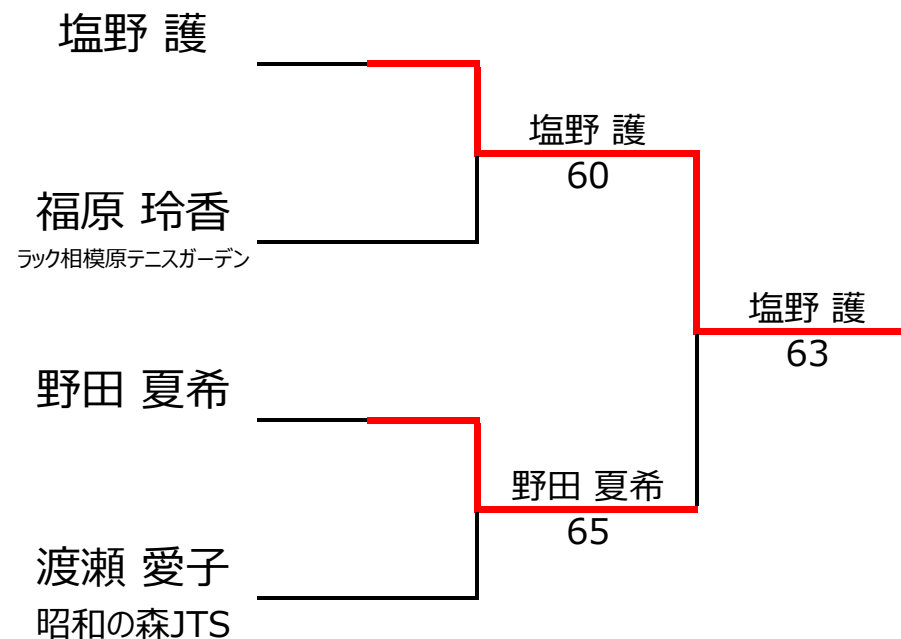 塩野 護
塩野 護
60
福原 玲香
ラック相模原テニスガーデン
塩野 護
63
野田 夏希
野田 夏希
65
渡瀬 愛子
昭和の森JTS